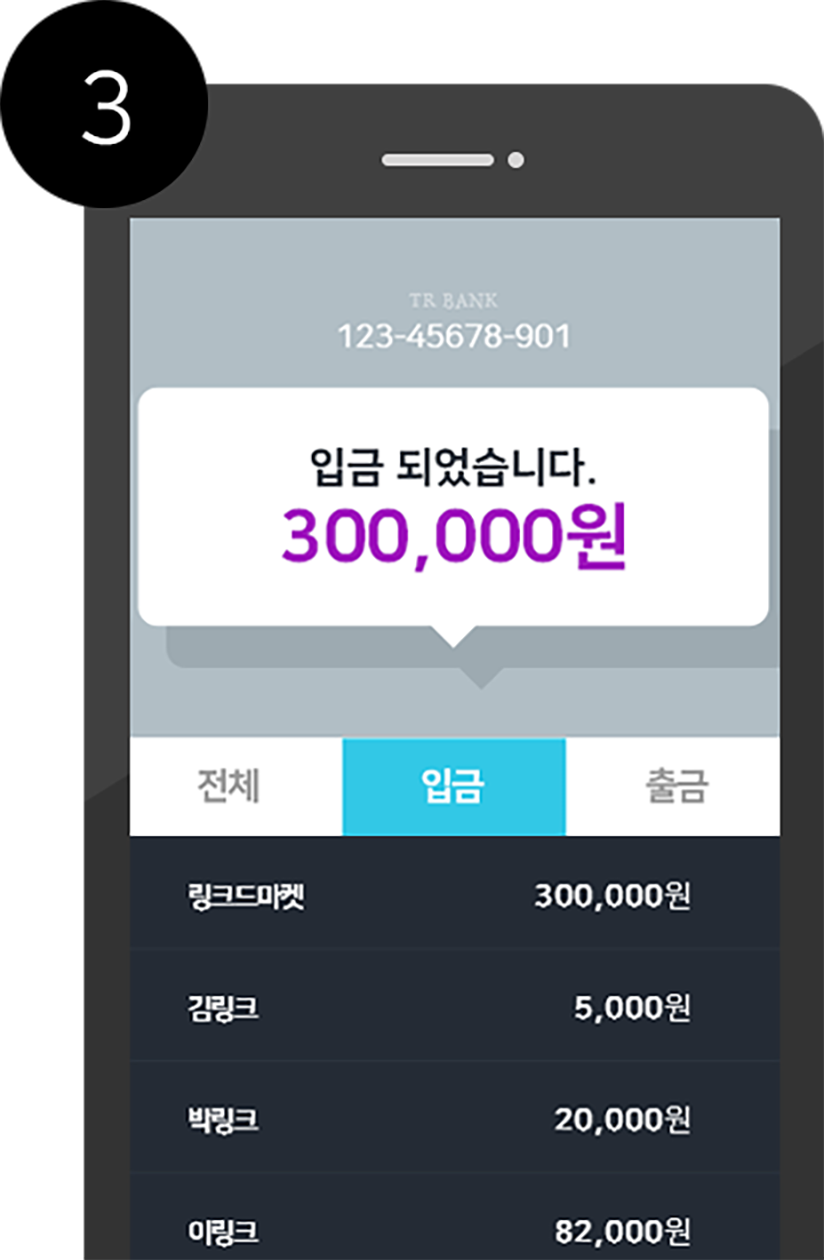 3
TR BANK
123-45678-901
입금 되었습니다.
300,000원
전체 입금 출금
링크드마켓 300,000원
김링크 5,000원
박링크 20,000원
이링크 82,000원